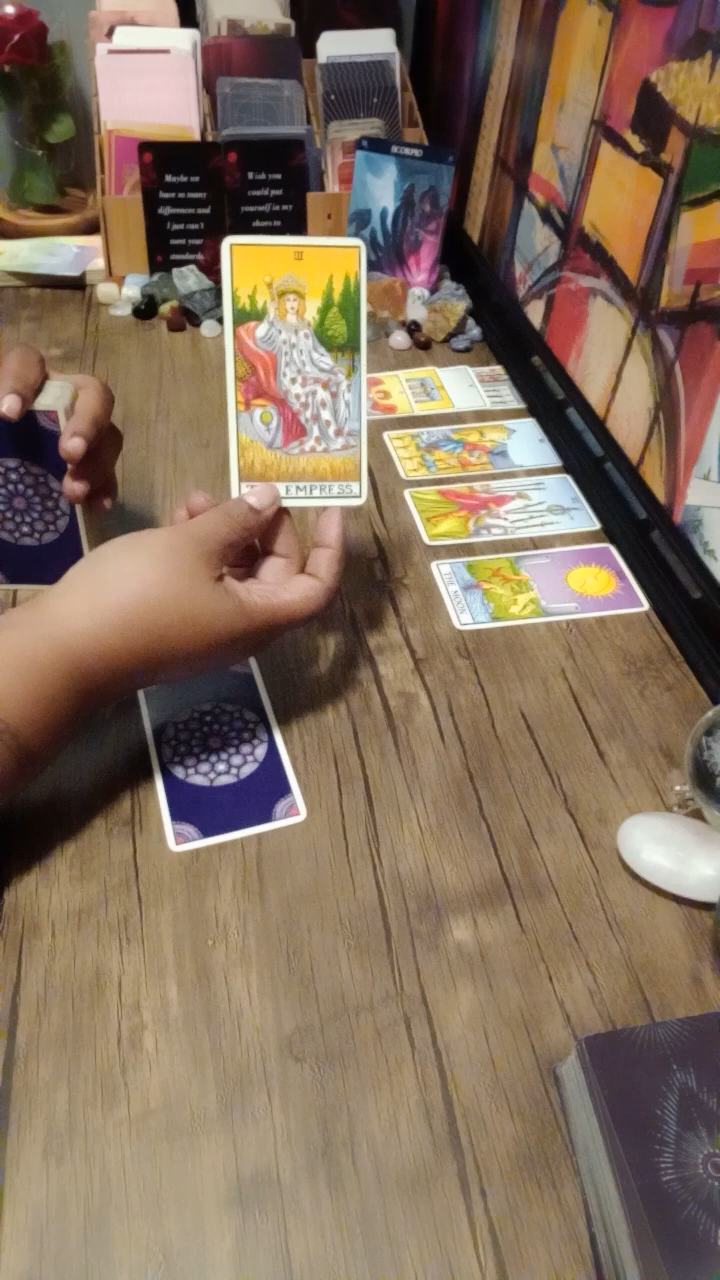 SCORPIO
Maybe we
have so many
differences and
I just can't
meet your
standards.
Wish you
could put
yourself in my
shoes to
III
EMPRESS.
THE MOON